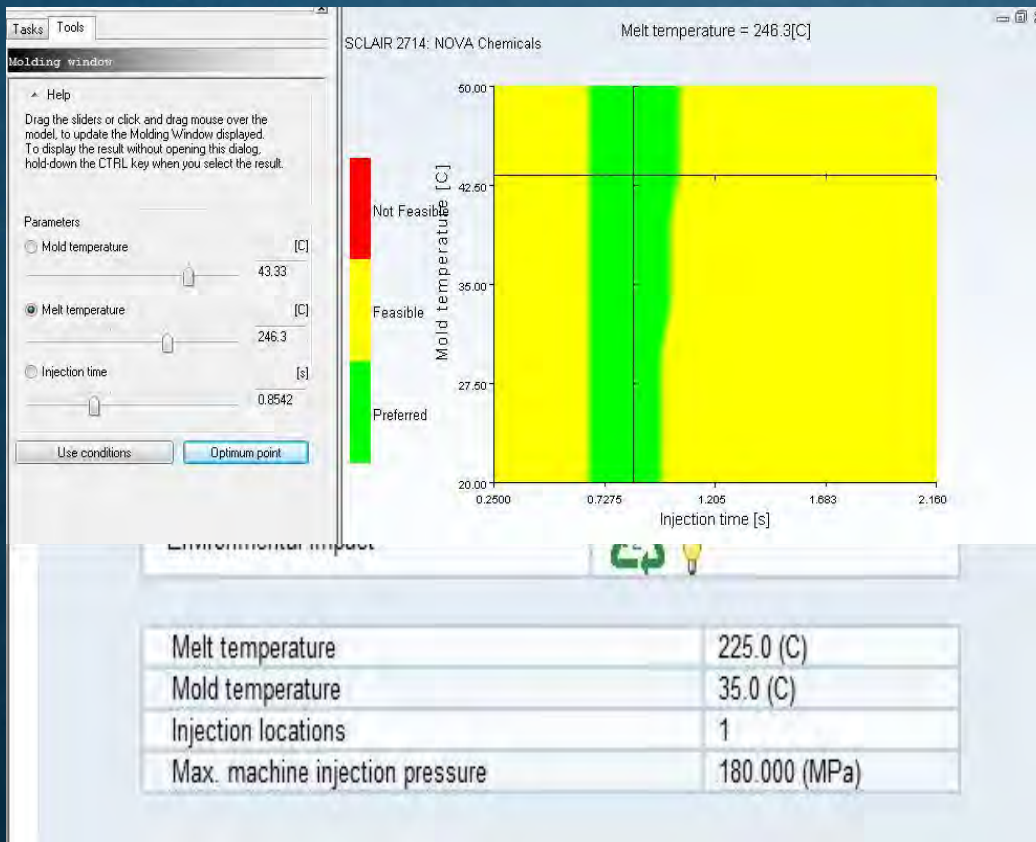 Tasks Tools
Molding window
Help
Drag the sliders or click and drag mouse over the
model, to update the Molding Window displayed.
To display the result without opening this dialog,
hold-down the CTRL key when you select the result.
Parameters
Mold temperature [C]
43.33
Melt temperature [C]
246.3
Injection time [s]
0.8542
Use conditions Optimum point
SCLAIR 2714: NOVA Chemicals
Melt temperature = 246.3[C]
Not Feasible
Feasible
Preferred
Mold temperature [C]
50.00
42.50
35.00
27.50
20.00
0.2500 0.7275 1.205 1.683 2.160
Injection time [s]
Environmental Impact
Melt temperature 225.0 (C)
Mold temperature 35.0 (C)
Injection locations 1
Max. machine injection pressure 180.000 (MPa)